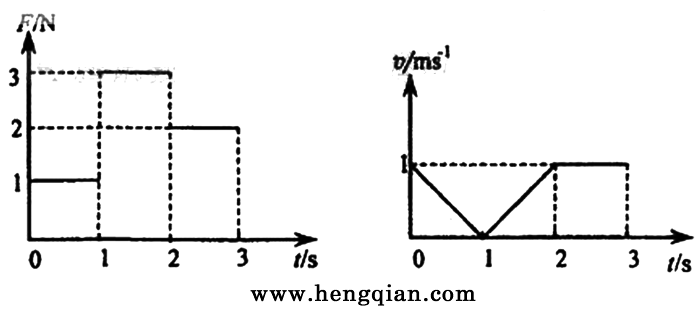 F/N
3
2
1
0 1 2 3 t/s
v/ms⁻¹
1
0 1 2 3 t/s
www.hengqian.com